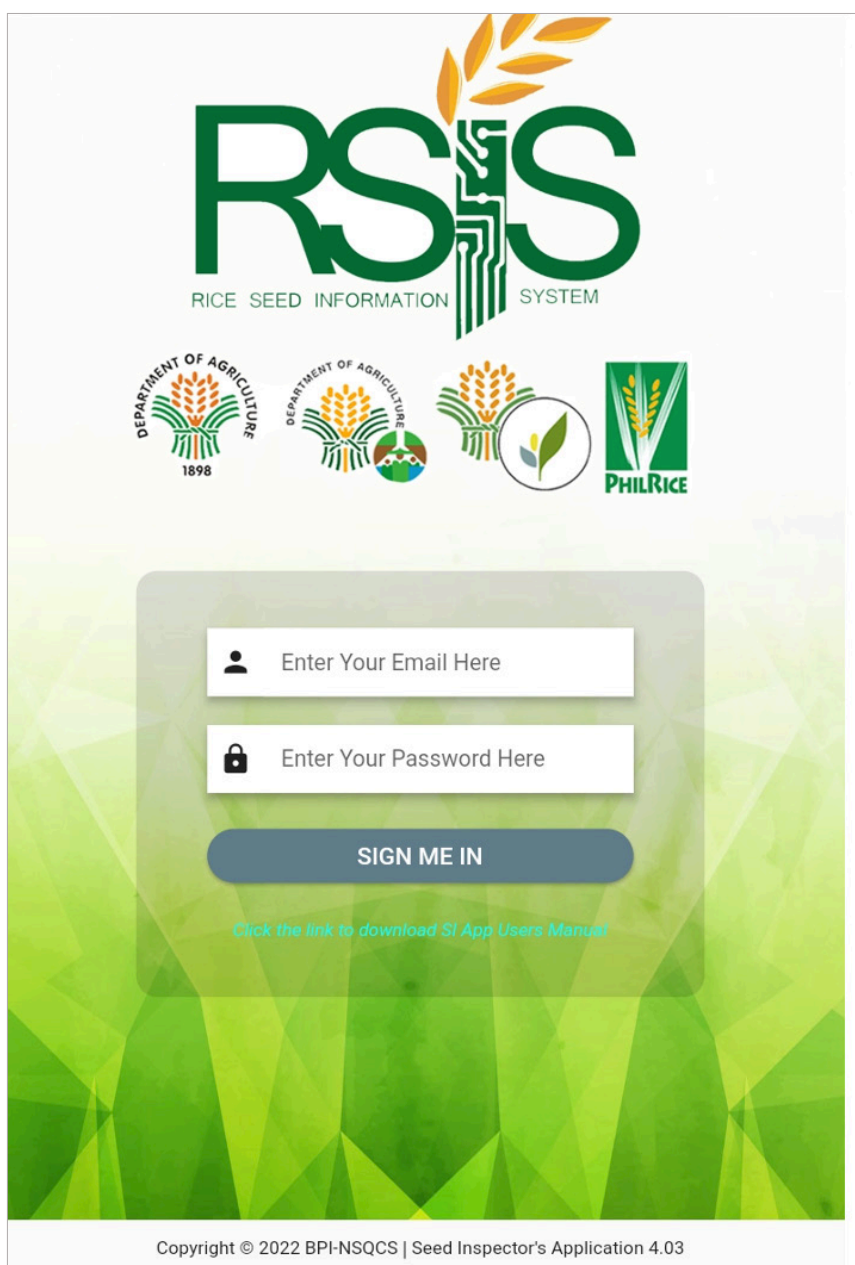 RSIS
RICE SEED INFORMATION SYSTEM
DEPARTMENT OF AGRICULTURE
1898
DEPARTMENT OF AGRICULTURE
PHILRICE
Enter Your Email Here
Enter Your Password Here
SIGN ME IN
Click the link to download SI App Users Manual
Copyright © 2022 BPI-NSQCS | Seed Inspector's Application 4.03